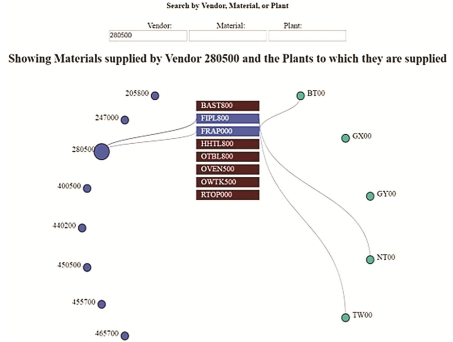 Search by Vendor, Material, or Plant
Vendor: Material: Plant:
280500
Showing Materials supplied by Vendor 280500 and the Plants to which they are supplied
205800
247000
280500
400500
440200
450500
455700
465700
BAST800
FIPL800
FRAP000
HHTL800
OTBL800
OVEN500
OWTK500
RTOP000
BT00
GX00
GY00
NT00
TW00